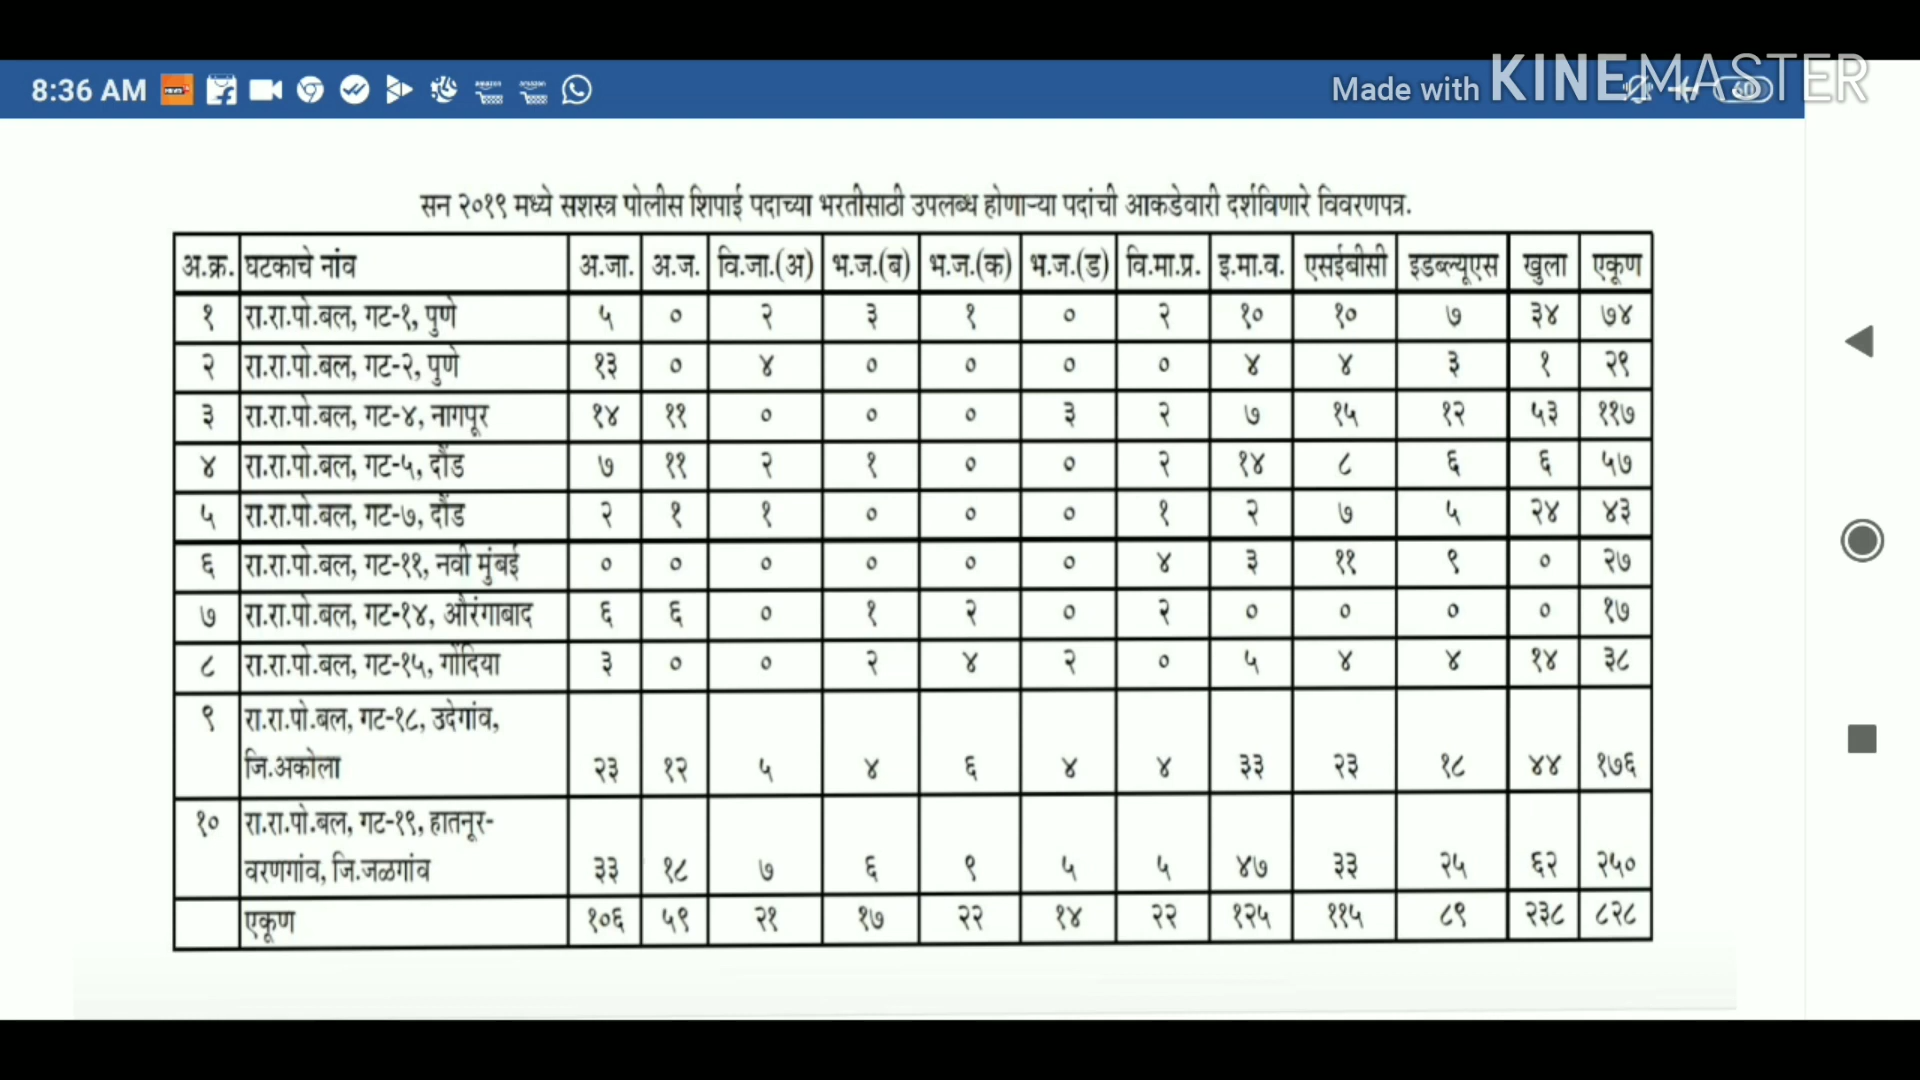 8:36 AM
Made with KINEMASTER
60
सन २०१९ मध्ये सशस्त्र पोलीस शिपाई पदाच्या भरतीसाठी उपलब्ध होणाऱ्या पदांची आकडेवारी दर्शविणारे विवरणपत्र.
अ.क्र. घटकाचे नांव अ.जा. अ.ज. वि.जा.(अ) भ.ज.(ब) भ.ज.(क) भ.ज.(ड) वि.मा.प्र. इ.मा.व. एसईबीसी इडब्ल्यूएस खुला एकूण
१ रा.रा.पो.बल, गट-१, पुणे ५ ० २ ३ १ ० २ १० १० ७ ३४ ७४
२ रा.रा.पो.बल, गट-२, पुणे १३ ० ४ ० ० ० ० ४ ४ ३ १ २९
३ रा.रा.पो.बल, गट-४, नागपूर १४ ११ ० ० ० ३ २ ७ १५ १२ ५३ ११७
४ रा.रा.पो.बल, गट-५, दौंड ७ ११ २ १ ० ० २ १४ ८ ६ ६ ५७
५ रा.रा.पो.बल, गट-७, दौंड २ १ १ ० ० ० १ २ ७ ५ २४ ४३
६ रा.रा.पो.बल, गट-११, नवी मुंबई ० ० ० ० ० ० ४ ३ ११ ९ ० २७
७ रा.रा.पो.बल, गट-१४, औरंगाबाद ६ ६ ० १ २ ० २ ० ० ० ० १७
८ रा.रा.पो.बल, गट-१५, गोंदिया ३ ० ० २ ४ २ ० ५ ४ ४ १४ ३८
९ रा.रा.पो.बल, गट-१८, उदेगांव,
जि.अकोला २३ १२ ५ ४ ६ ४ ४ ३३ २३ १८ ४४ १७६
१० रा.रा.पो.बल, गट-१९, हातनूर-
वरणगांव, जि.जळगांव ३३ १८ ७ ६ ९ ५ ५ ४७ ३३ २५ ६२ २५०
एकूण १०६ ५९ २१ १७ २२ १४ २२ १२५ ११५ ८९ २३८ ८२८